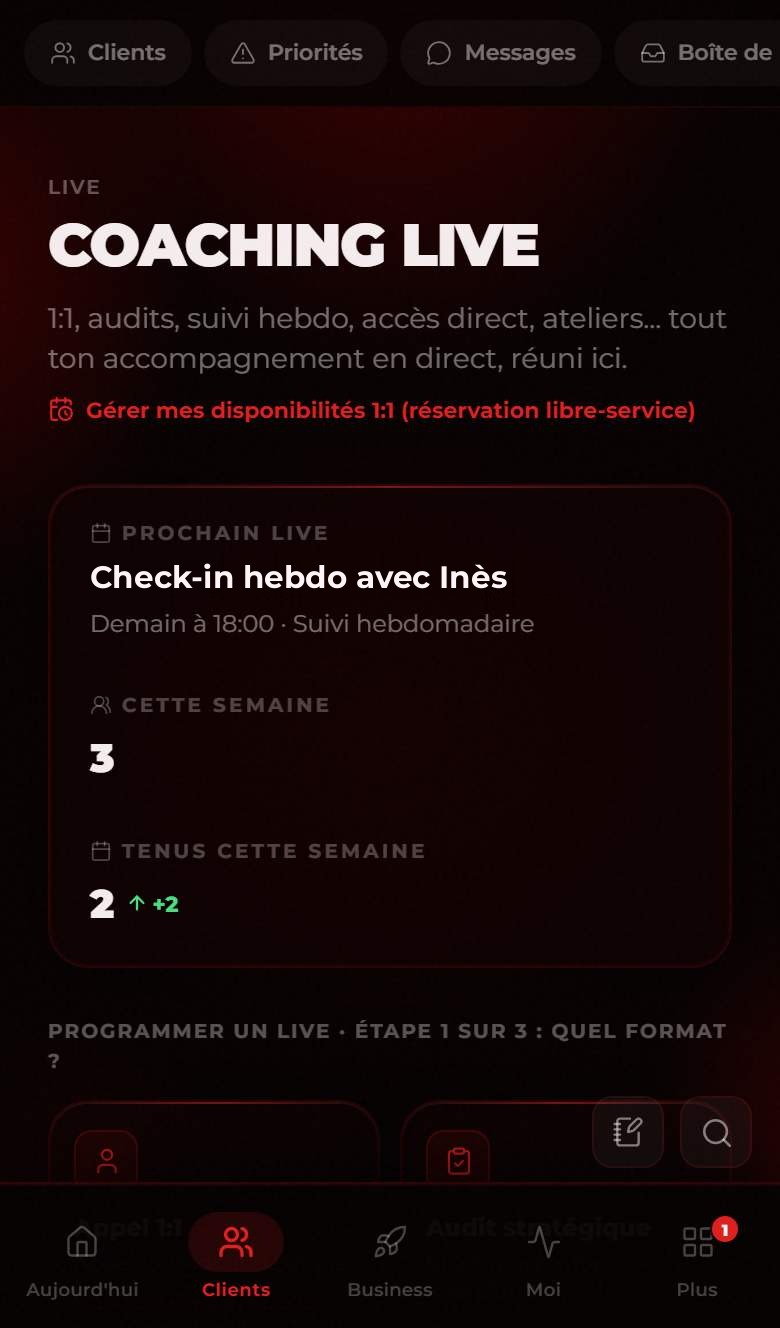 Clients
Priorités
Messages
Boîte de
LIVE
COACHING LIVE
1:1, audits, suivi hebdo, accès direct, ateliers... tout
ton accompagnement en direct, réuni ici.
Gérer mes disponibilités 1:1 (réservation libre-service)
PROCHAIN LIVE
Check-in hebdo avec Inès
Demain à 18:00 · Suivi hebdomadaire
CETTE SEMAINE
3
TENUS CETTE SEMAINE
2 ↑ +2
PROGRAMMER UN LIVE · ÉTAPE 1 SUR 3 : QUEL FORMAT
?
Appel 1:1
Audit stratégique
1
Aujourd'hui
Clients
Business
Moi
Plus